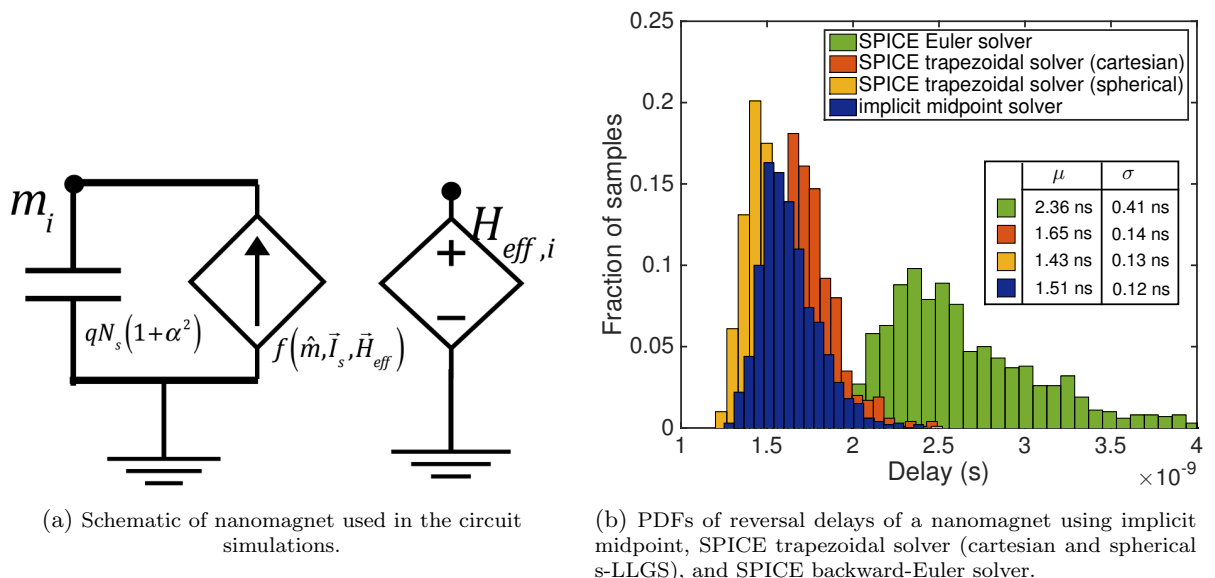 m_i
qN_s(1+α²)
f(m̂,I⃗_s,H⃗_eff)
H_eff,i
+
−
(a) Schematic of nanomagnet used in the circuit
simulations.
0.25
0.2
0.15
0.1
0.05
0
Fraction of samples
SPICE Euler solver
SPICE trapezoidal solver (cartesian)
SPICE trapezoidal solver (spherical)
implicit midpoint solver
μ σ
2.36 ns 0.41 ns
1.65 ns 0.14 ns
1.43 ns 0.13 ns
1.51 ns 0.12 ns
1 1.5 2 2.5 3 3.5 4
Delay (s)
×10⁻⁹
(b) PDFs of reversal delays of a nanomagnet using implicit
midpoint, SPICE trapezoidal solver (cartesian and spherical
s-LLGS), and SPICE backward-Euler solver.